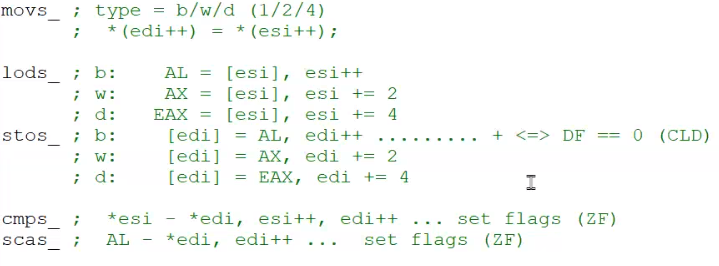 movs_ ; type = b/w/d (1/2/4)
; *(edi++) = *(esi++);
lods_ ; b: AL = [esi], esi++
; w: AX = [esi], esi += 2
; d: EAX = [esi], esi += 4
stos_ ; b: [edi] = AL, edi++ ......... + <=> DF == 0 (CLD)
; w: [edi] = AX, edi += 2
; d: [edi] = EAX, edi += 4
cmps_ ; *esi - *edi, esi++, edi++ ... set flags (ZF)
scas_ ; AL - *edi, edi++ ... set flags (ZF)